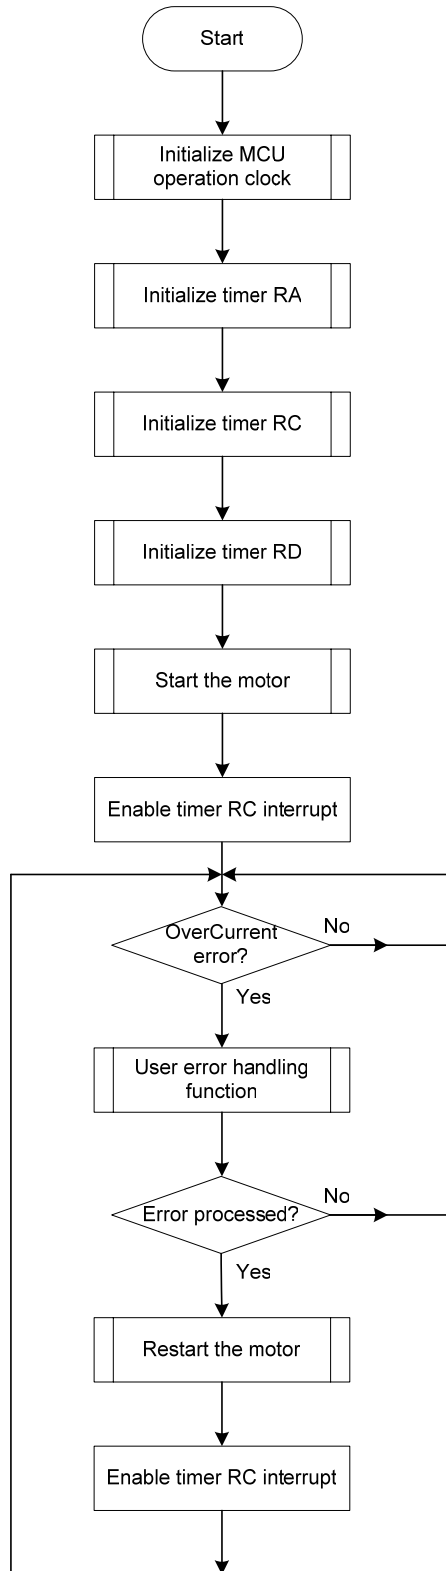 Start
Initialize MCU
operation clock
Initialize timer RA
Initialize timer RC
Initialize timer RD
Start the motor
Enable timer RC interrupt
OverCurrent
error?
No
Yes
User error handling
function
Error processed?
No
Yes
Restart the motor
Enable timer RC interrupt